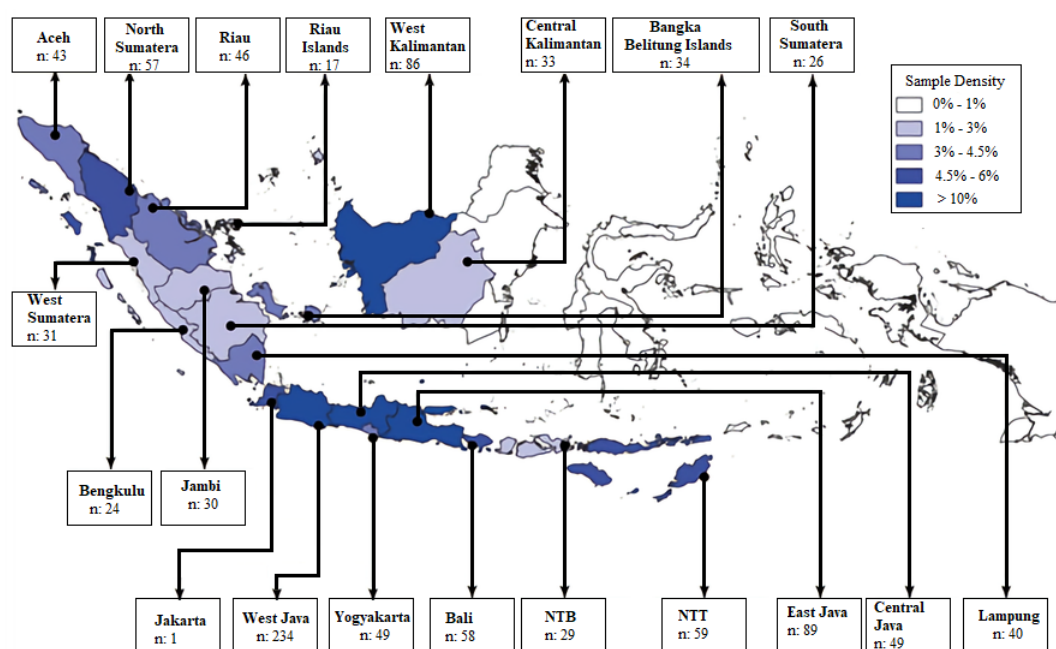 Aceh
n: 43
North
Sumatera
n: 57
Riau
n: 46
Riau
Islands
n: 17
West
Kalimantan
n: 86
Central
Kalimantan
n: 33
Bangka
Belitung Islands
n: 34
South
Sumatera
n: 26
Sample Density
0% - 1%
1% - 3%
3% - 4.5%
4.5% - 6%
> 10%
West
Sumatera
n: 31
Bengkulu
n: 24
Jambi
n: 30
Jakarta
n: 1
West Java
n: 234
Yogyakarta
n: 49
Bali
n: 58
NTB
n: 29
NTT
n: 59
East Java
n: 89
Central
Java
n: 49
Lampung
n: 40